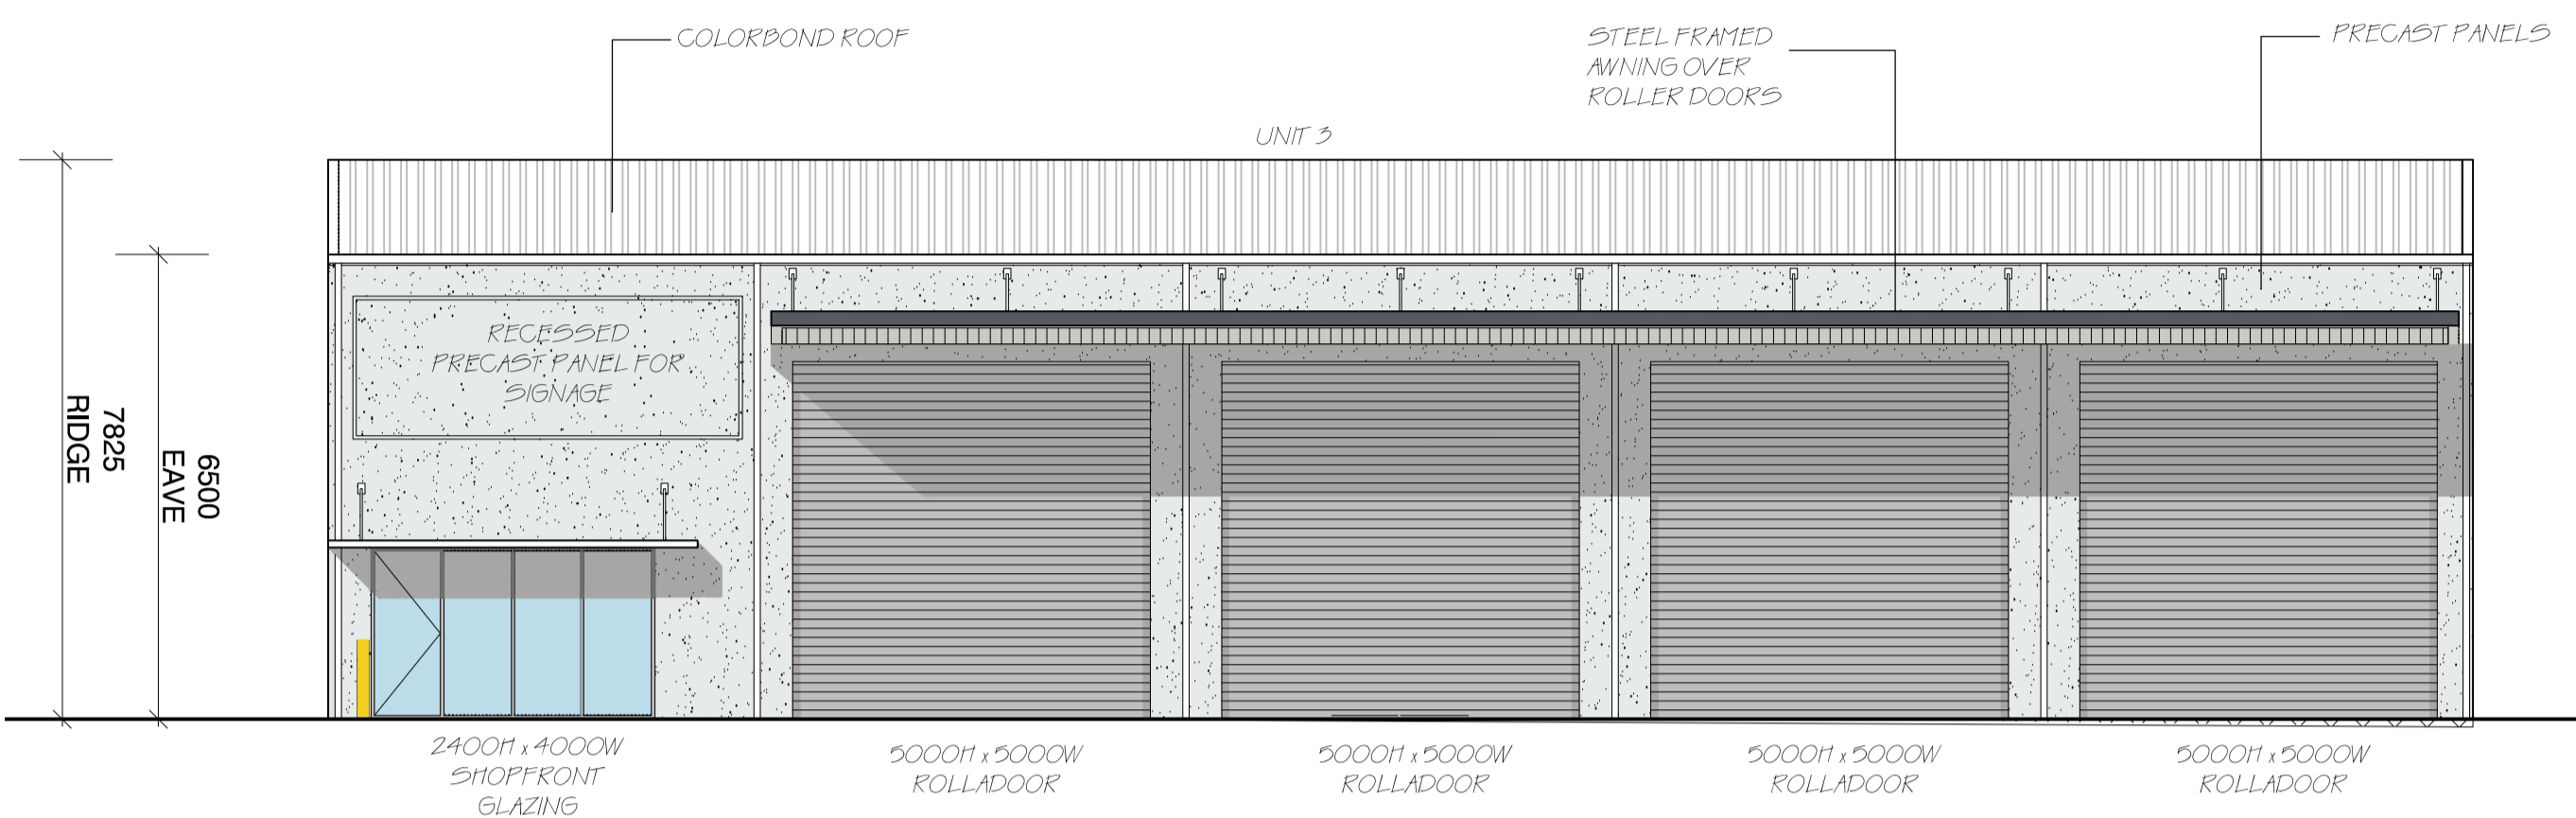 COLORBOND ROOF
STEEL FRAMED
AWNING OVER
ROLLER DOORS
PRECAST PANELS
UNIT 3
RECESSED
PRECAST PANEL FOR
SIGNAGE
7825
RIDGE
6500
EAVE
2400H x 4000W
SHOPFRONT
GLAZING
5000H x 5000W
ROLLADOOR
5000H x 5000W
ROLLADOOR
5000H x 5000W
ROLLADOOR
5000H x 5000W
ROLLADOOR